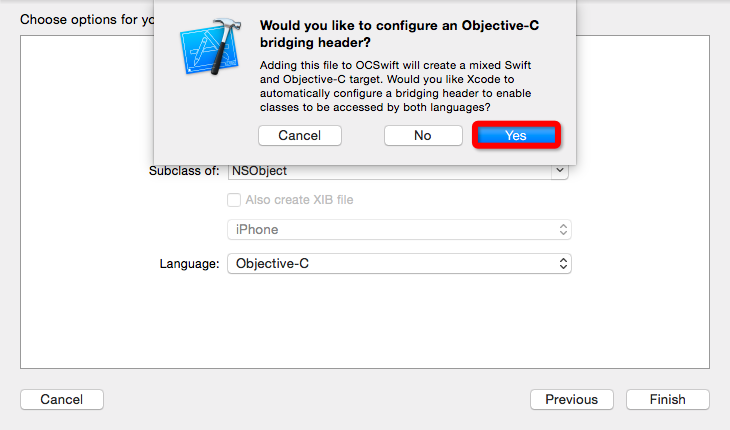 Choose options for yo
Would you like to configure an Objective-C
bridging header?
Adding this file to OCSwift will create a mixed Swift
and Objective-C target. Would you like Xcode to
automatically configure a bridging header to enable
classes to be accessed by both languages?
Cancel
No
Yes
Subclass of:
NSObject
Also create XIB file
iPhone
Language:
Objective-C
Cancel
Previous
Finish